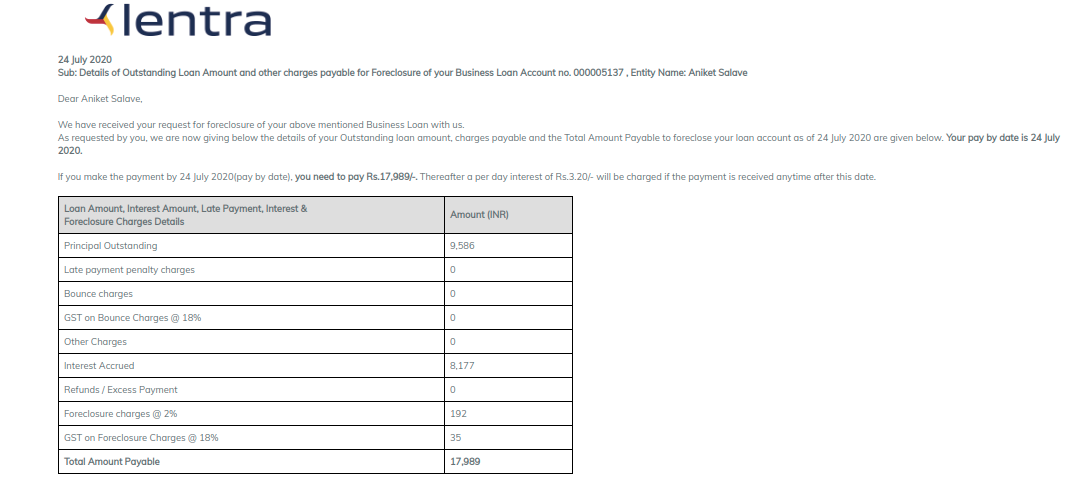 lentra
24 July 2020
Sub: Details of Outstanding Loan Amount and other charges payable for Foreclosure of your Business Loan Account no. 000005137 , Entity Name: Aniket Salave
Dear Aniket Salave,
We have received your request for foreclosure of your above mentioned Business Loan with us.
As requested by you, we are now giving below the details of your Outstanding loan amount, charges payable and the Total Amount Payable to foreclose your loan account as of 24 July 2020 are given below. Your pay by date is 24 July
2020.
If you make the payment by 24 July 2020(pay by date), you need to pay Rs.17,989/-. Thereafter a per day interest of Rs.3.20/- will be charged if the payment is received anytime after this date.
Loan Amount, Interest Amount, Late Payment, Interest &
Foreclosure Charges Details
Amount (INR)
Principal Outstanding 9,586
Late payment penalty charges 0
Bounce charges 0
GST on Bounce Charges @ 18% 0
Other Charges 0
Interest Accrued 8,177
Refunds / Excess Payment 0
Foreclosure charges @ 2% 192
GST on Foreclosure Charges @ 18% 35
Total Amount Payable 17,989